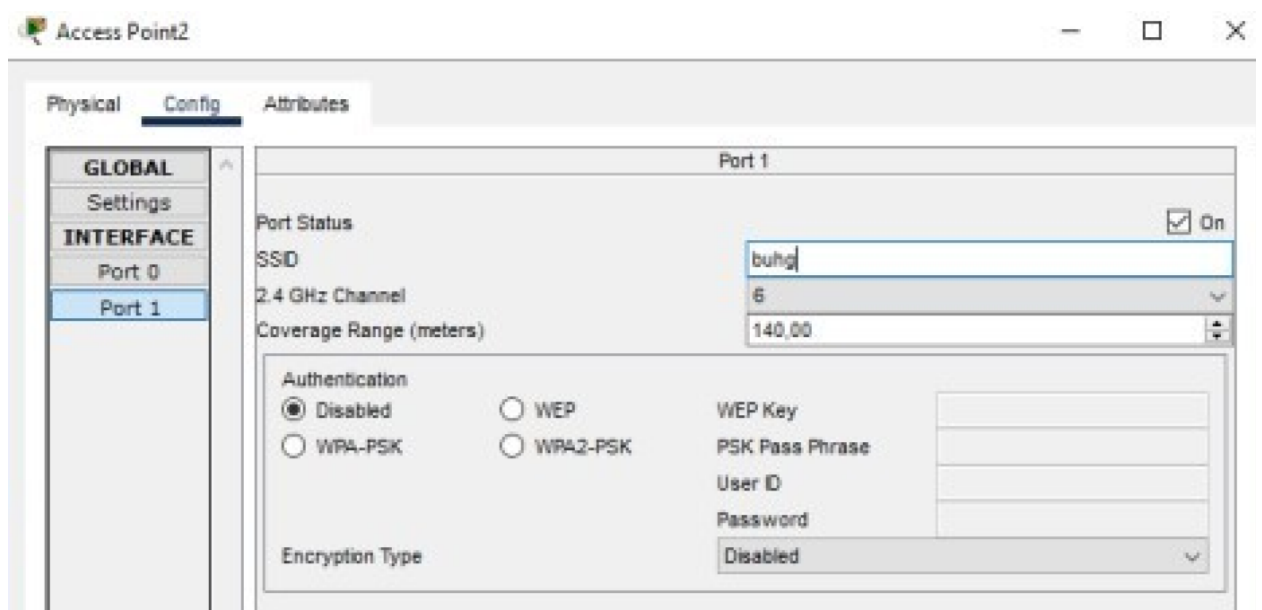 Access Point2
Physical Config Attributes
GLOBAL
Settings
INTERFACE
Port 0
Port 1
Port 1
Port Status On
SSID buhg
2.4 GHz Channel 6
Coverage Range (meters) 140,00
Authentication
Disabled WEP WEP Key
WPA-PSK WPA2-PSK PSK Pass Phrase
User ID
Password
Encryption Type Disabled